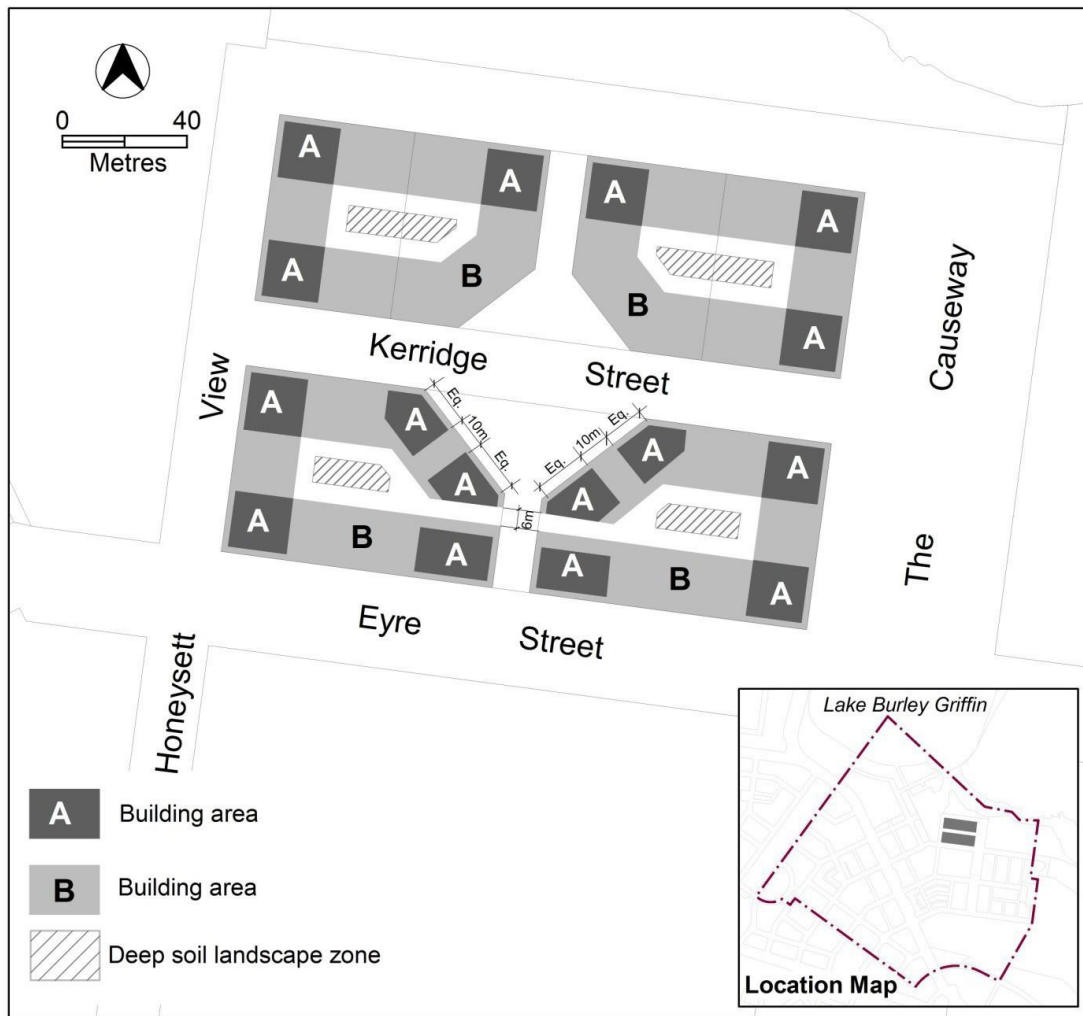 0 40
Metres
A
A
A
A
A
A
B
B
Kerridge Street
View
Causeway
Eq.
10m
Eq.
Eq.
10m
Eq.
A
A
A
A
A
A
6m
A
A
A
A
B
B
The
Eyre Street
Honeysett
A Building area
B Building area
Deep soil landscape zone
Lake Burley Griffin
Location Map